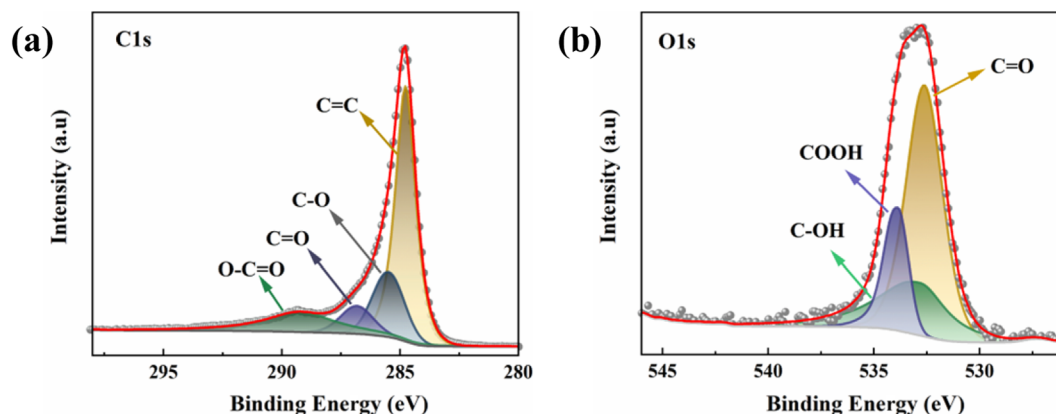 (a)
C1s
C=C
C-O
C=O
O-C=O
Intensity (a.u)
295
290
285
280
Binding Energy (eV)
(b)
O1s
C=O
COOH
C-OH
Intensity (a.u)
545
540
535
530
Binding Energy (eV)